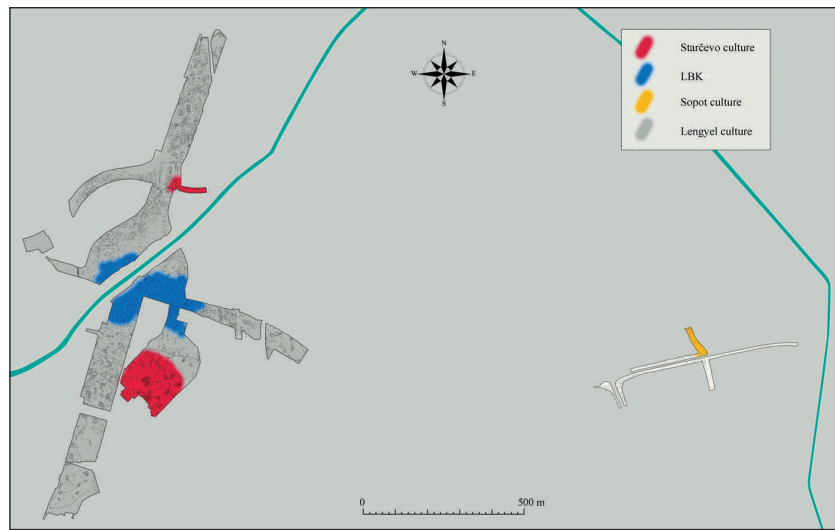 N
W E
S
Starčevo culture
LBK
Sopot culture
Lengyel culture
0 500 m